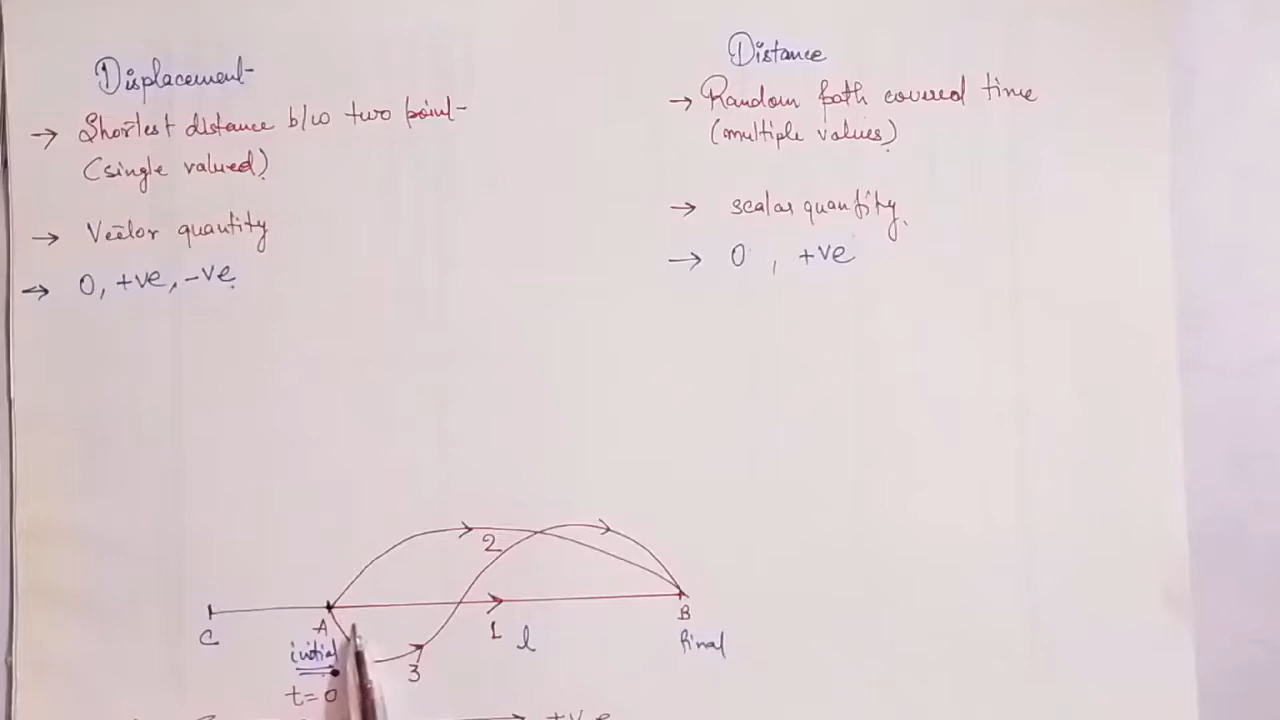 Displacement
→ Shortest distance b/w two point
(single valued)
→ Vector quantity
→ 0, +ve, -ve
Distance
→ Random path covered time
(multiple values)
→ scalar quantity
→ 0, +ve
2
C
A
1 l
B
initial
3
final
t=0
+ve